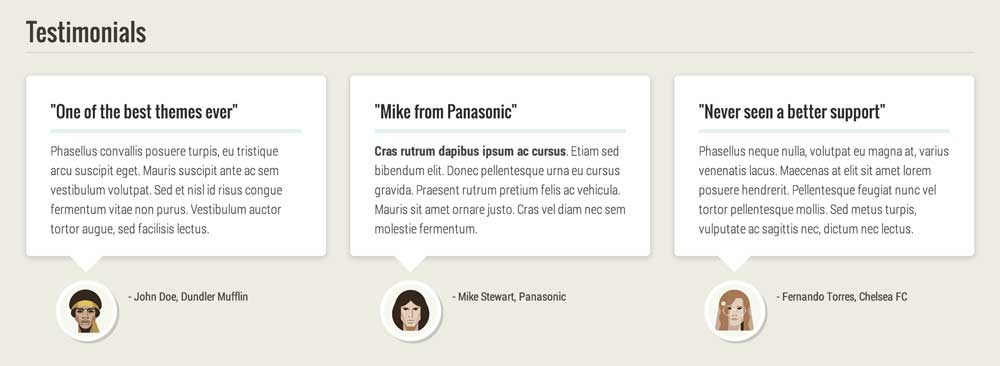 Testimonials
"One of the best themes ever"
Phasellus convallis posuere turpis, eu tristique
arcu suscipit eget. Mauris suscipit ante ac sem
vestibulum volutpat. Sed et nisl id risus congue
fermentum vitae non purus. Vestibulum auctor
tortor augue, sed facilisis lectus.
- John Doe, Dundler Mufflin
"Mike from Panasonic"
Cras rutrum dapibus ipsum ac cursus. Etiam sed
bibendum elit. Donec pellentesque urna eu cursus
gravida. Praesent rutrum pretium felis ac vehicula.
Mauris sit amet ornare justo. Cras vel diam nec sem
molestie fermentum.
- Mike Stewart, Panasonic
"Never seen a better support"
Phasellus neque nulla, volutpat eu magna at, varius
venenatis lacus. Maecenas at elit sit amet lorem
posuere hendrerit. Pellentesque feugiat nunc vel
tortor pellentesque mollis. Sed metus turpis,
vulputate ac sagittis nec, dictum nec lectus.
- Fernando Torres, Chelsea FC